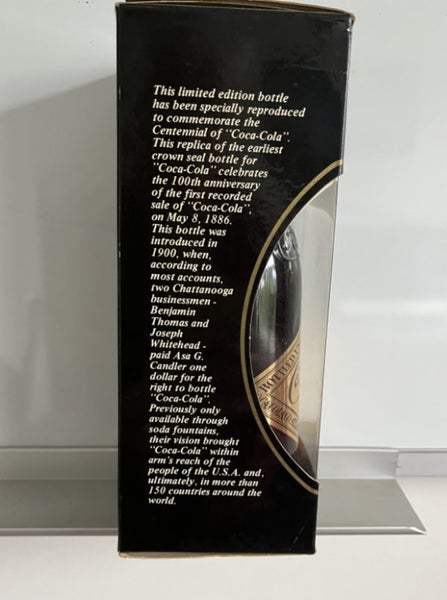 This limited edition bottle
has been specially reproduced
to commemorate the
Centennial of "Coca-Cola".
This replica of the earliest
crown seal bottle for
"Coca-Cola" celebrates
the 100th anniversary
of the first recorded
sale of "Coca-Cola",
on May 8, 1886.
This bottle was
introduced in
1900, when,
according to
most accounts,
two Chattanooga
businessmen -
Benjamin
Thomas and
Joseph
Whitehead -
paid Asa G.
Candler one
dollar for the
right to bottle
"Coca-Cola".
Previously only
available through
soda fountains,
their vision brought
"Coca-Cola" within
arm's reach of the
people of the U.S.A. and,
ultimately, in more than
150 countries around the
world.
BOTTLED